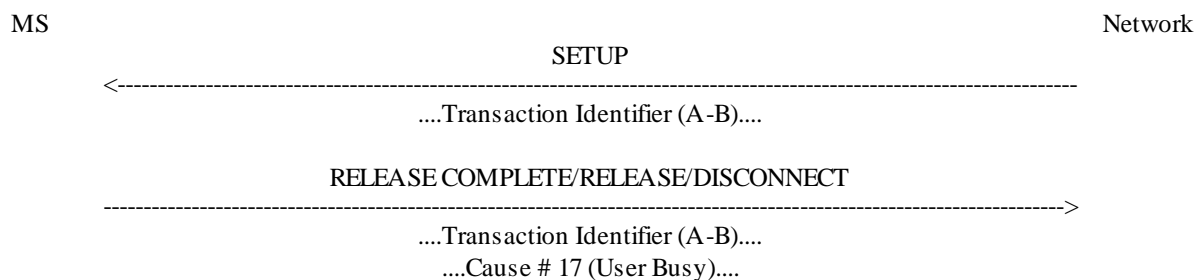 MS Network
SETUP
<------------------------------------------------------------------------------------------------------------------------
....Transaction Identifier (A-B)....
RELEASE COMPLETE/RELEASE/DISCONNECT
------------------------------------------------------------------------------------------------------------------------>
....Transaction Identifier (A-B)....
....Cause # 17 (User Busy)....